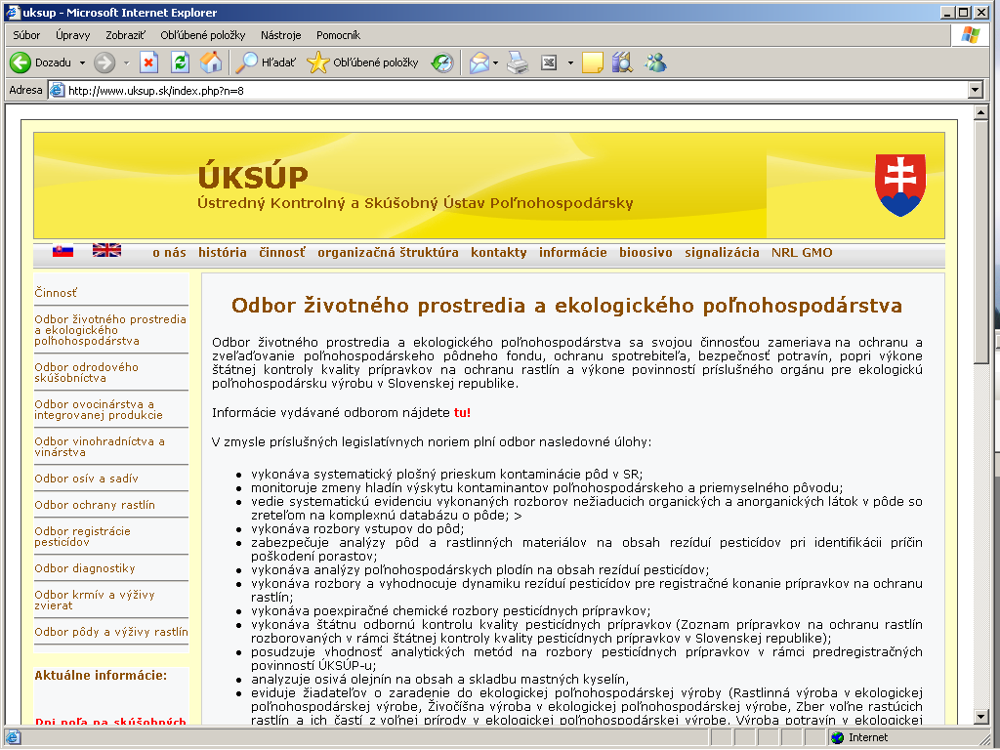 uksup - Microsoft Internet Explorer
Súbor Úpravy Zobraziť Obľúbené položky Nástroje Pomocník
Dozadu Hľadať Obľúbené položky
Adresa http://www.uksup.sk/index.php?n=8
ÚKSÚP
Ústredný Kontrolný a Skúšobný Ústav Poľnohospodársky
o nás história činnosť organizačná štruktúra kontakty informácie bioosivo signalizácia NRL GMO
Činnosť
Odbor životného prostredia
a ekologického
poľnohospodárstva
Odbor odrodového
skúšobníctva
Odbor ovocinárstva a
integrovanej produkcie
Odbor vinohradníctva a
vinárstva
Odbor osív a sadív
Odbor ochrany rastlín
Odbor registrácie
pesticídov
Odbor diagnostiky
Odbor krmív a výživy
zvierat
Odbor pôdy a výživy rastlín
Aktuálne informácie:
Dni poľa na skúšobných
Odbor životného prostredia a ekologického poľnohospodárstva
Odbor životného prostredia a ekologického poľnohospodárstva sa svojou činnosťou zameriava na ochranu a
zveľaďovanie poľnohospodárskeho pôdneho fondu, ochranu spotrebiteľa, bezpečnosť potravín, popri výkone
štátnej kontroly kvality prípravkov na ochranu rastlín a výkone povinností príslušného orgánu pre ekologickú
poľnohospodársku výrobu v Slovenskej republike.
Informácie vydávané odborom nájdete tu!
V zmysle príslušných legislatívnych noriem plní odbor nasledovné úlohy:
• vykonáva systematický plošný prieskum kontaminácie pôd v SR;
• monitoruje zmeny hladín výskytu kontaminantov poľnohospodárskeho a priemyselného pôvodu;
• vedie systematickú evidenciu vykonaných rozborov nežiaducich organických a anorganických látok v pôde so
zreteľom na komplexnú databázu o pôde; >
• vykonáva rozbory vstupov do pôd;
• zabezpečuje analýzy pôd a rastlinných materiálov na obsah rezíduí pesticídov pri identifikácii príčin
poškodení porastov;
• vykonáva analýzy poľnohospodárskych plodín na obsah rezíduí pesticídov;
• vykonáva rozbory a vyhodnocuje dynamiku rezíduí pesticídov pre registračné konanie prípravkov na ochranu
rastlín;
• vykonáva poexpiračné chemické rozbory pesticídnych prípravkov;
• vykonáva štátnu odbornú kontrolu kvality pesticídnych prípravkov (Zoznam prípravkov na ochranu rastlín
rozborovaných v rámci štátnej kontroly kvality pesticídnych prípravkov v Slovenskej republike);
• posudzuje vhodnosť analytických metód na rozbory pesticídnych prípravkov v rámci predregistračných
povinností ÚKSÚP-u;
• analyzuje osivá olejnín na obsah a skladbu mastných kyselín,
• eviduje žiadateľov o zaradenie do ekologickej poľnohospodárskej výroby (Rastlinná výroba v ekologickej
poľnohospodárskej výrobe, Živočíšna výroba v ekologickej poľnohospodárskej výrobe, Zber voľne rastúcich
rastlín a ich častí z voľnej prírody v ekologickej poľnohospodárskej výrobe, Výroba potravín v ekologickej
Internet